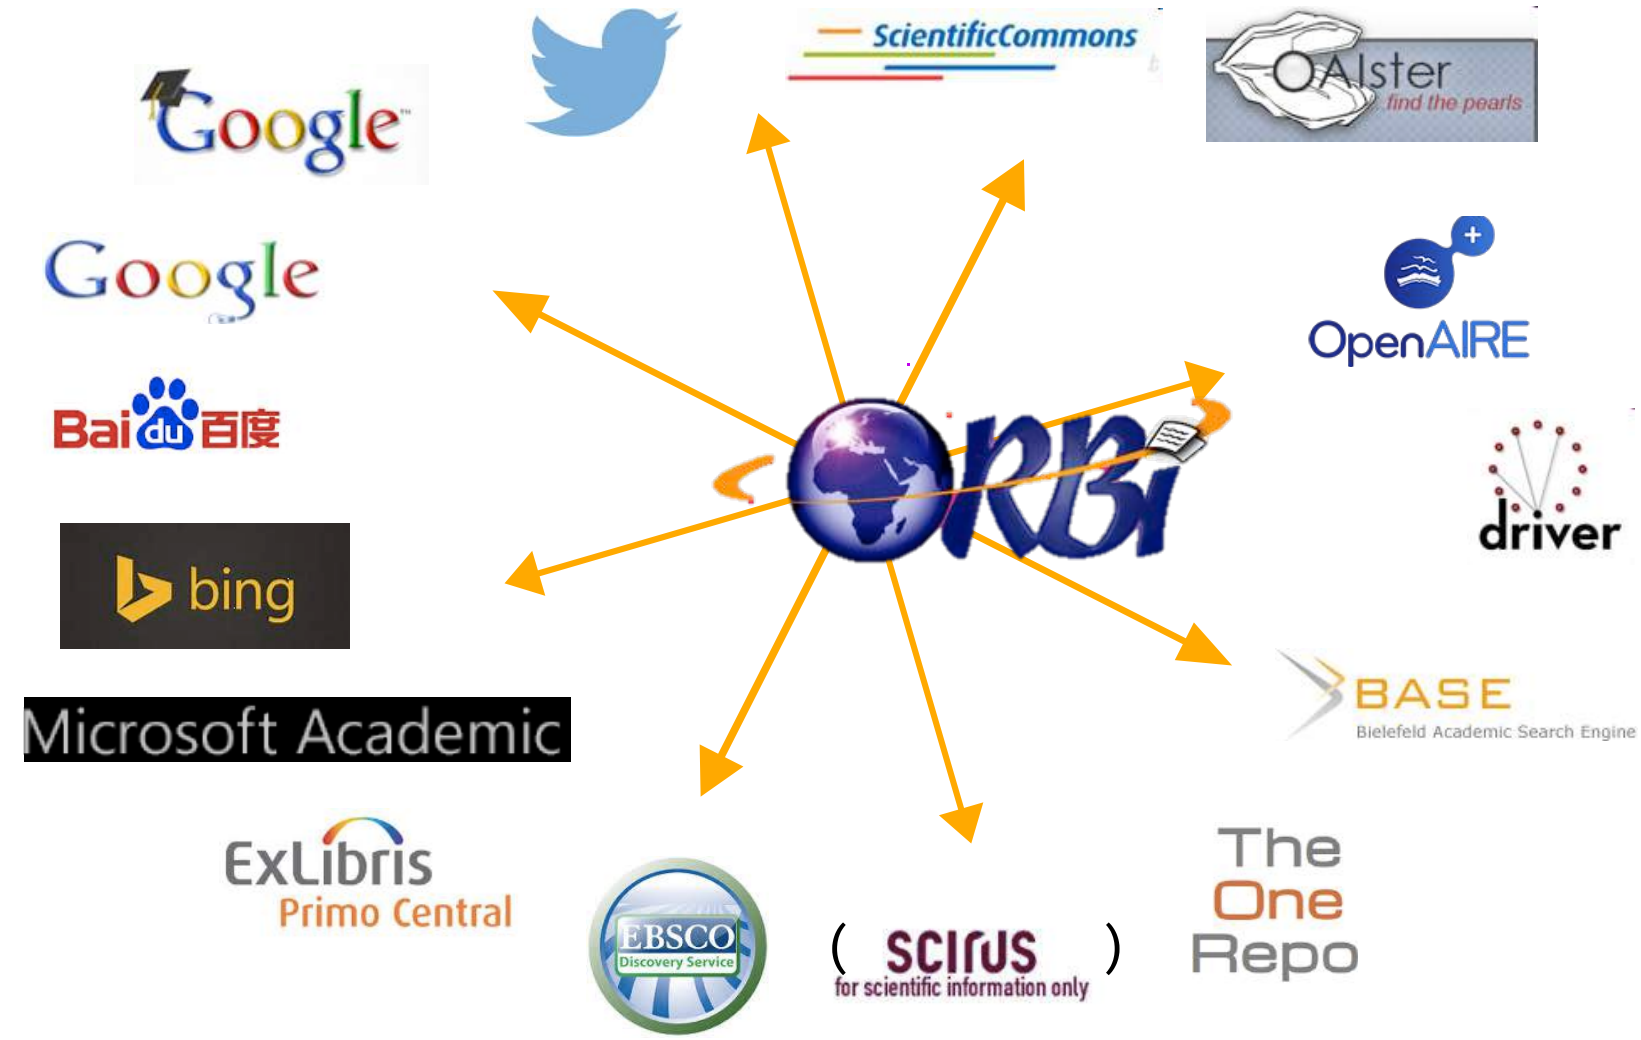 ScientificCommons
OAIster
find the pearls
Google™
Google
OpenAIRE
Baidu百度
ORBi
driver
bing
BASE
Bielefeld Academic Search Engine
Microsoft Academic
ExLibris
Primo Central
The
One
Repo
EBSCO
Discovery Service
( SCIRUS )
for scientific information only